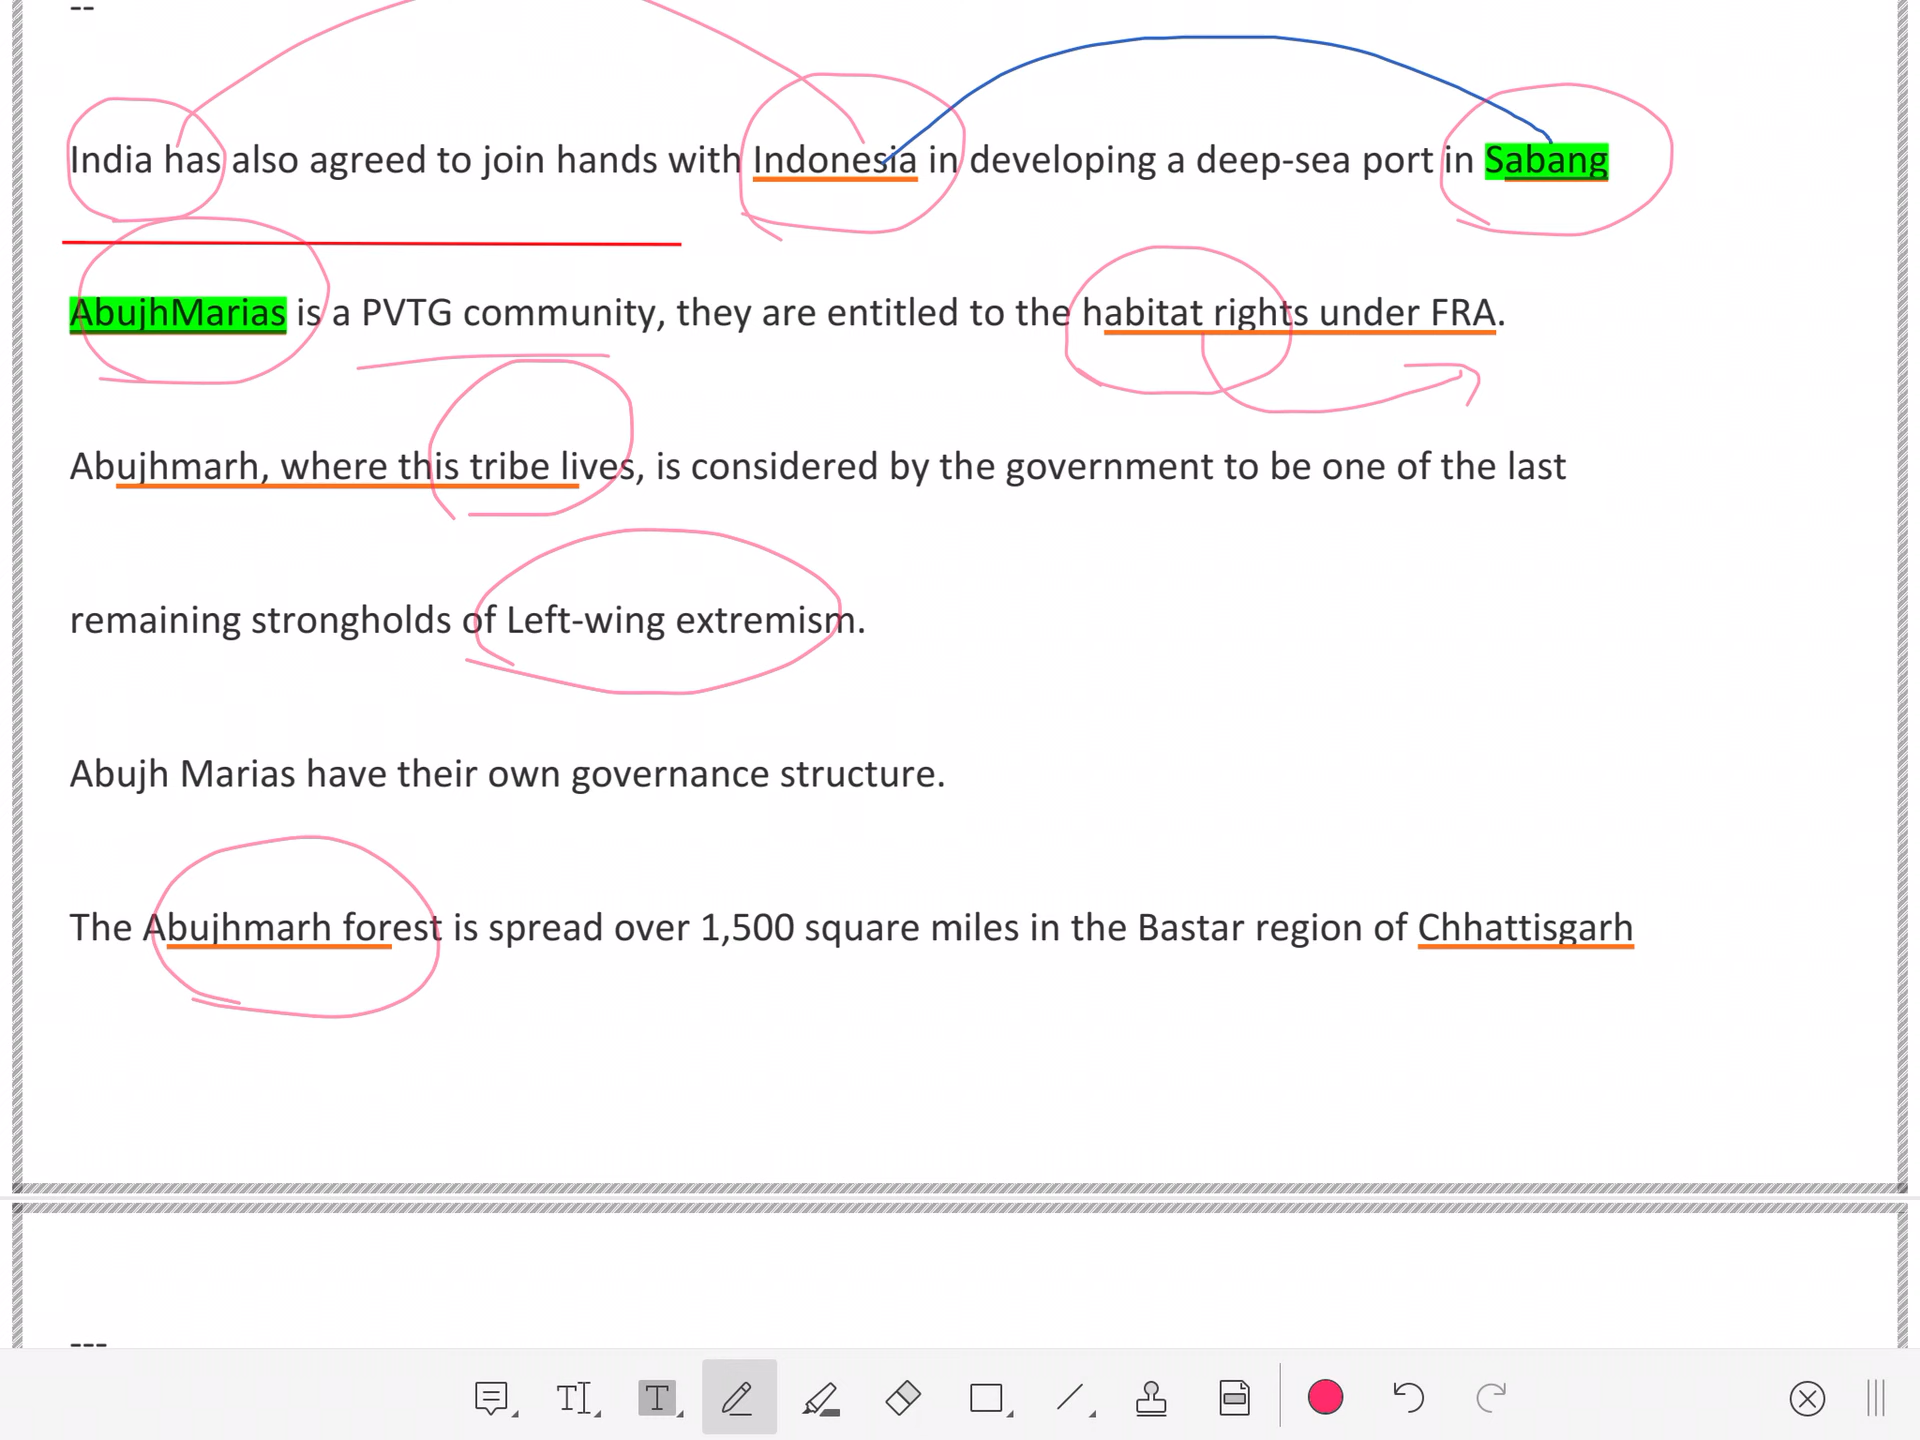 --
India has also agreed to join hands with Indonesia in developing a deep-sea port in Sabang
AbujhMarias is a PVTG community, they are entitled to the habitat rights under FRA.
Abujhmarh, where this tribe lives, is considered by the government to be one of the last
remaining strongholds of Left-wing extremism.
Abujh Marias have their own governance structure.
The Abujhmarh forest is spread over 1,500 square miles in the Bastar region of Chhattisgarh
---